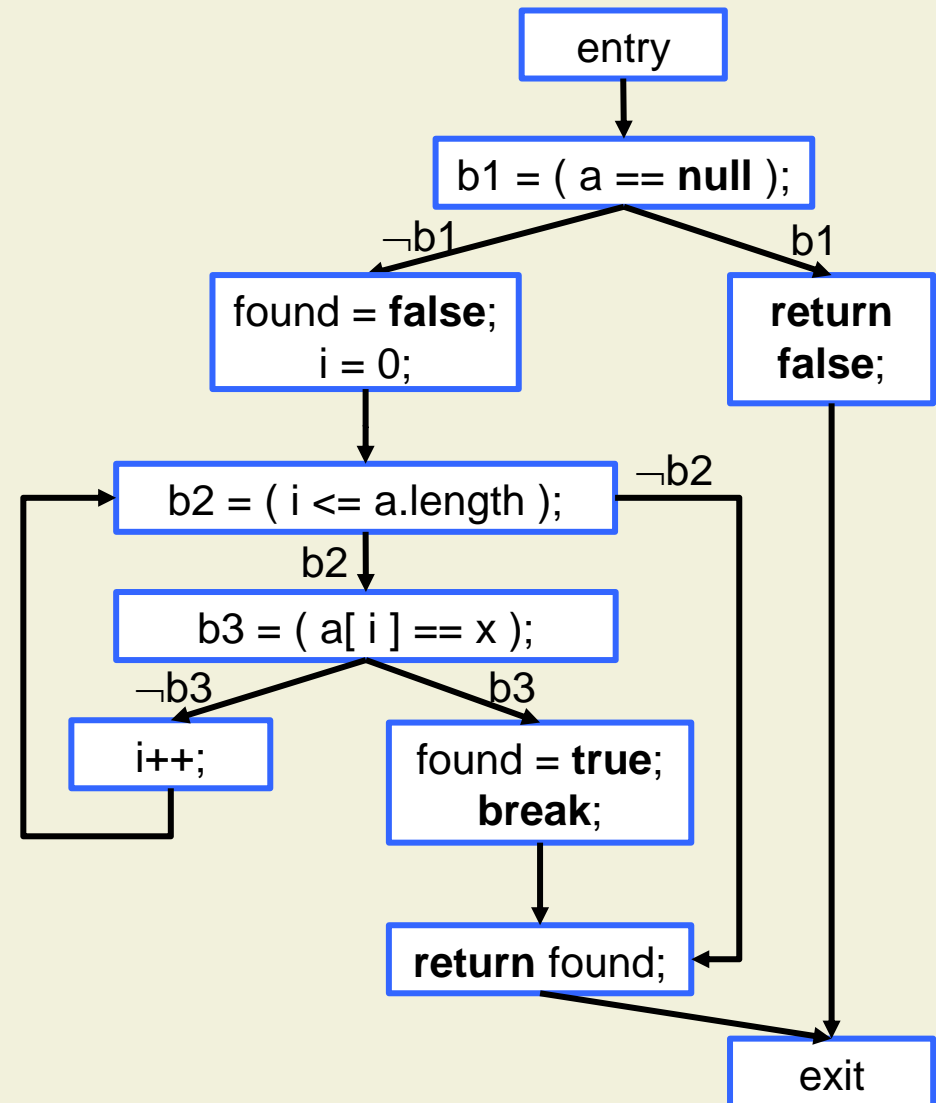 entry
b1 = ( a == null );
¬b1
b1
found = false;
i = 0;
return
false;
b2 = ( i <= a.length );
¬b2
b2
b3 = ( a[ i ] == x );
¬b3
b3
i++;
found = true;
break;
return found;
exit